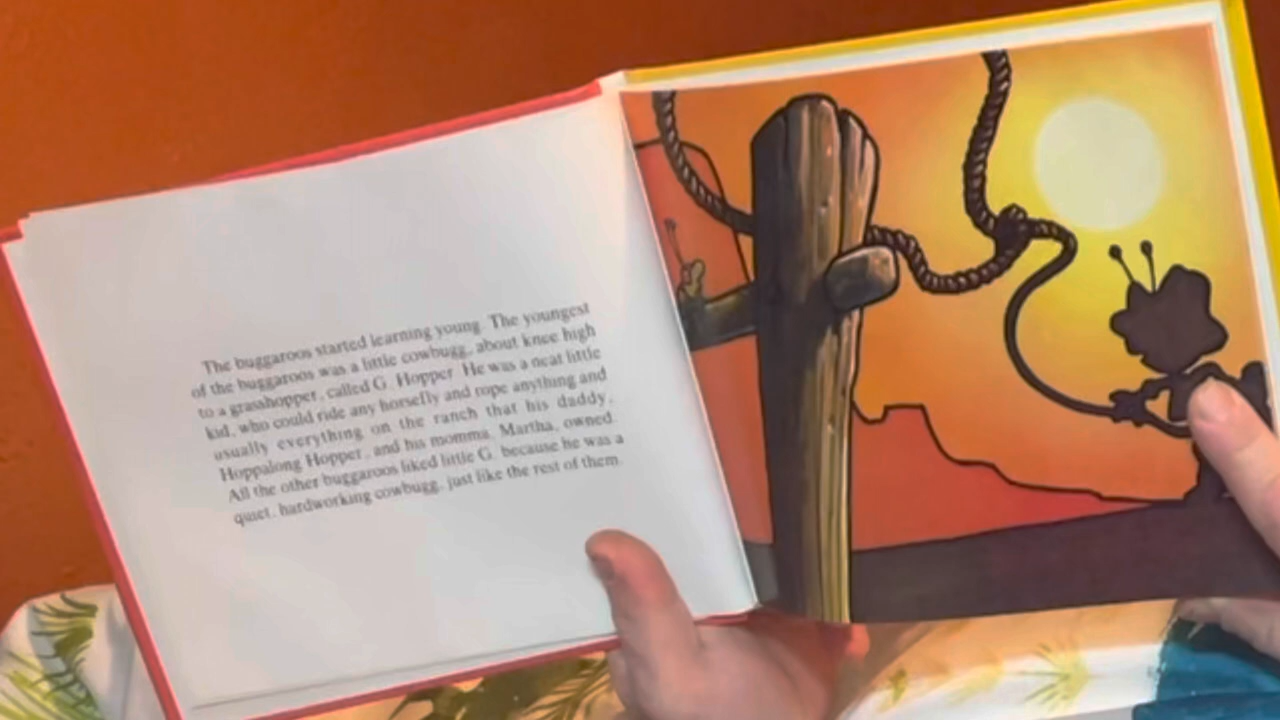 The buggaroos started learning young. The youngest
of the buggaroos was a little cowbugg, about knee high
to a grasshopper, called G. Hopper. He was a neat little
kid, who could ride any horsefly and rope anything and
usually everything on the ranch that his daddy,
Hoppalong Hopper, and his momma, Martha, owned.
All the other buggaroos liked little G. because he was a
quiet, hardworking cowbugg, just like the rest of them.